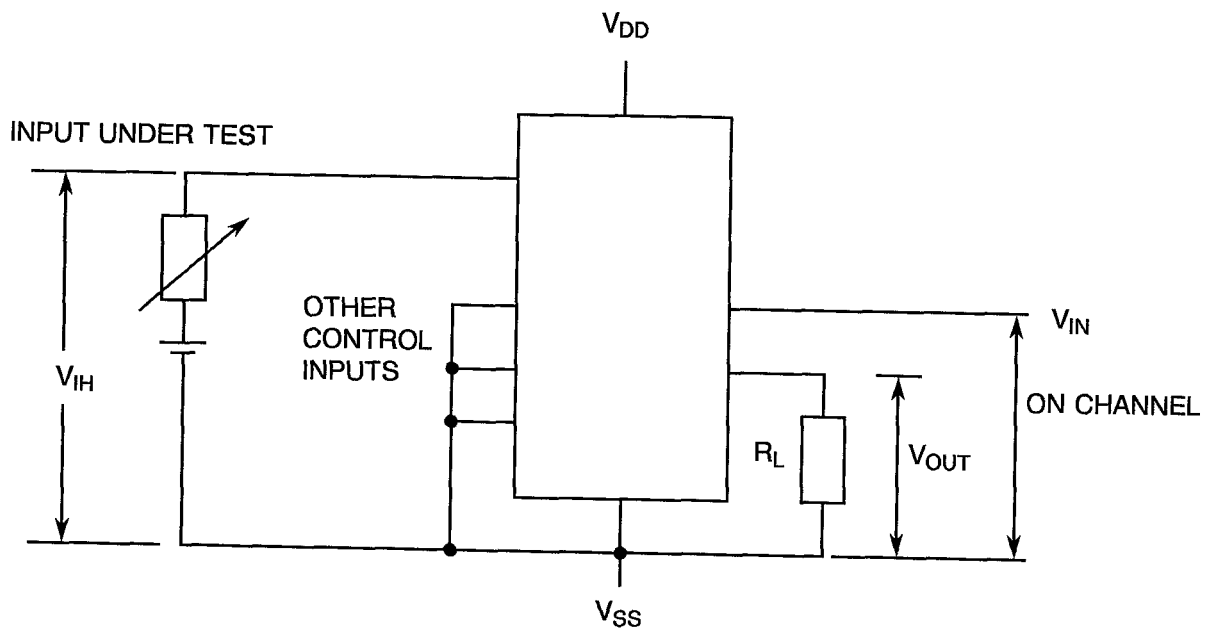 VDD
INPUT UNDER TEST
OTHER
CONTROL
INPUTS
VIH
VIN
ON CHANNEL
RL
VOUT
VSS